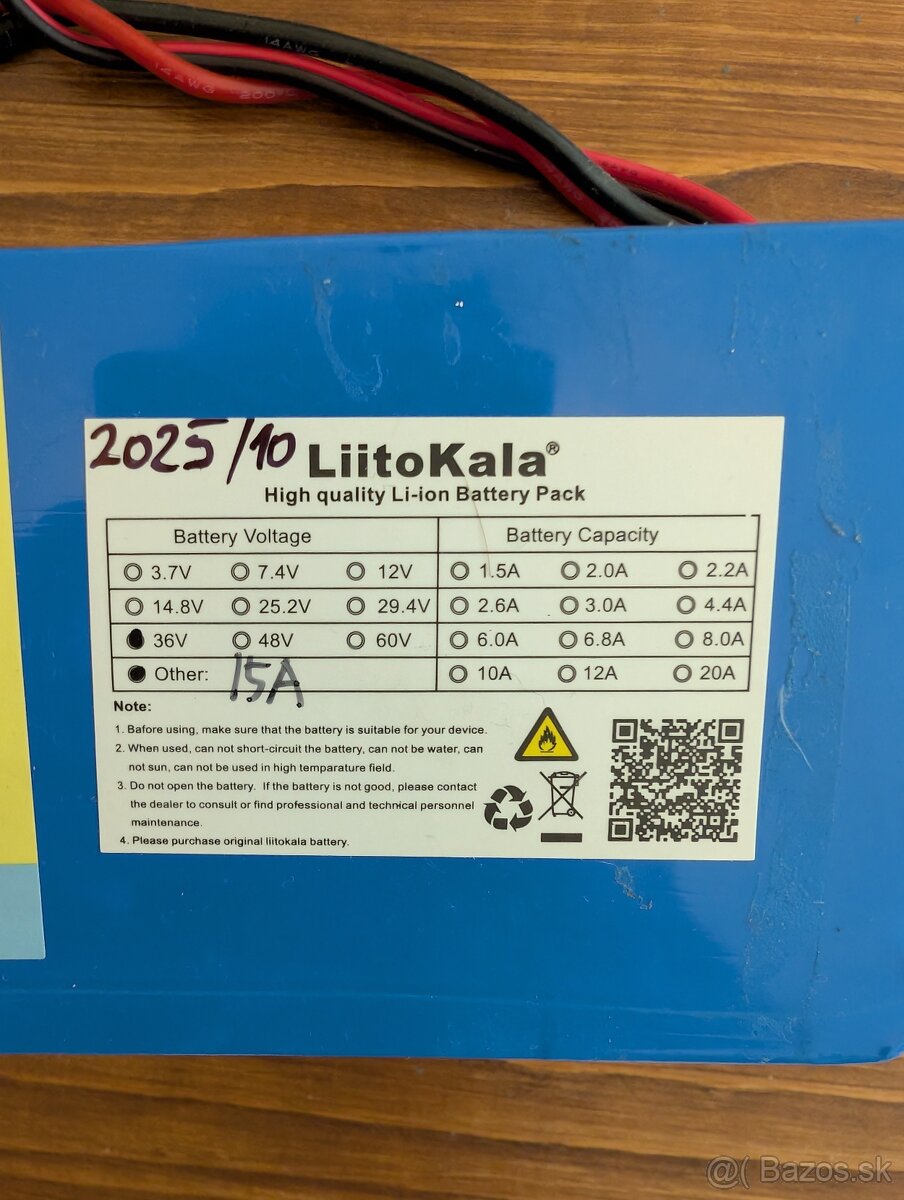 14AWG
14AWG 200°C
2025/10
LiitoKala®
High quality Li-ion Battery Pack
Battery Voltage Battery Capacity
3.7V 7.4V 12V 1.5A 2.0A 2.2A
14.8V 25.2V 29.4V 2.6A 3.0A 4.4A
36V 48V 60V 6.0A 6.8A 8.0A
Other: 15A 10A 12A 20A
Note:
1. Bafore using, make sure that the battery is suitable for your device.
2. When used, can not short-circuit the battery, can not be water, can
not sun, can not be used in high temparature field.
3. Do not open the battery. If the battery is not good, please contact
the dealer to consult or find professional and technical personnel
maintenance.
4. Please purchase original liitokala battery.
@( Bazos.sk